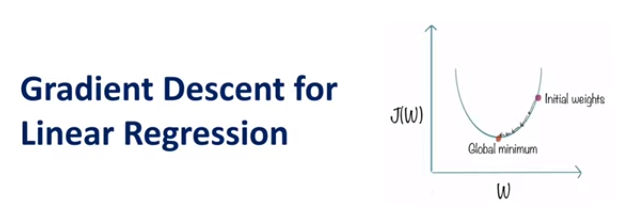 Gradient Descent for
Linear Regression
J(W)
Initial weights
Global minimum
W